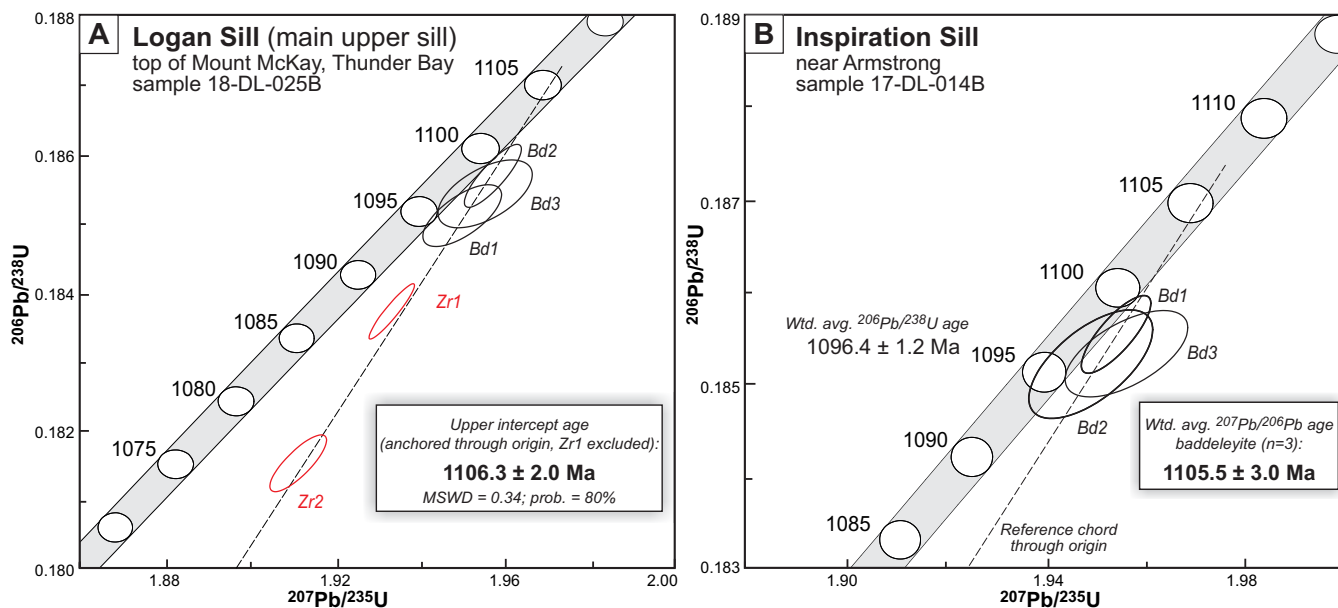 A
Logan Sill (main upper sill)
top of Mount McKay, Thunder Bay
sample 18-DL-025B
0.188
0.186
0.184
0.182
0.180
206Pb/238U
1105
1100
1095
1090
1085
1080
1075
Bd2
Bd3
Bd1
Zr1
Zr2
Upper intercept age
(anchored through origin, Zr1 excluded):
1106.3 ± 2.0 Ma
MSWD = 0.34; prob. = 80%
1.88
1.92
1.96
2.00
207Pb/235U
B
Inspiration Sill
near Armstrong
sample 17-DL-014B
0.189
0.187
0.185
0.183
206Pb/238U
1110
1105
1100
1095
1090
1085
Wtd. avg. 206Pb/238U age
1096.4 ± 1.2 Ma
Bd1
Bd3
Bd2
Wtd. avg. 207Pb/206Pb age
baddeleyite (n=3):
1105.5 ± 3.0 Ma
Reference chord
through origin
1.90
1.94
1.98
207Pb/235U